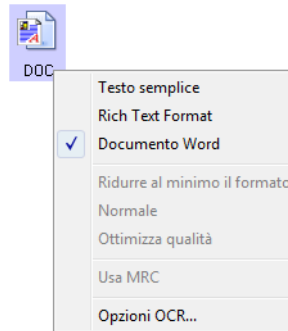 DOC
Testo semplice
Rich Text Format
Documento Word
Ridurre al minimo il formato
Normale
Ottimizza qualità
Usa MRC
Opzioni OCR...